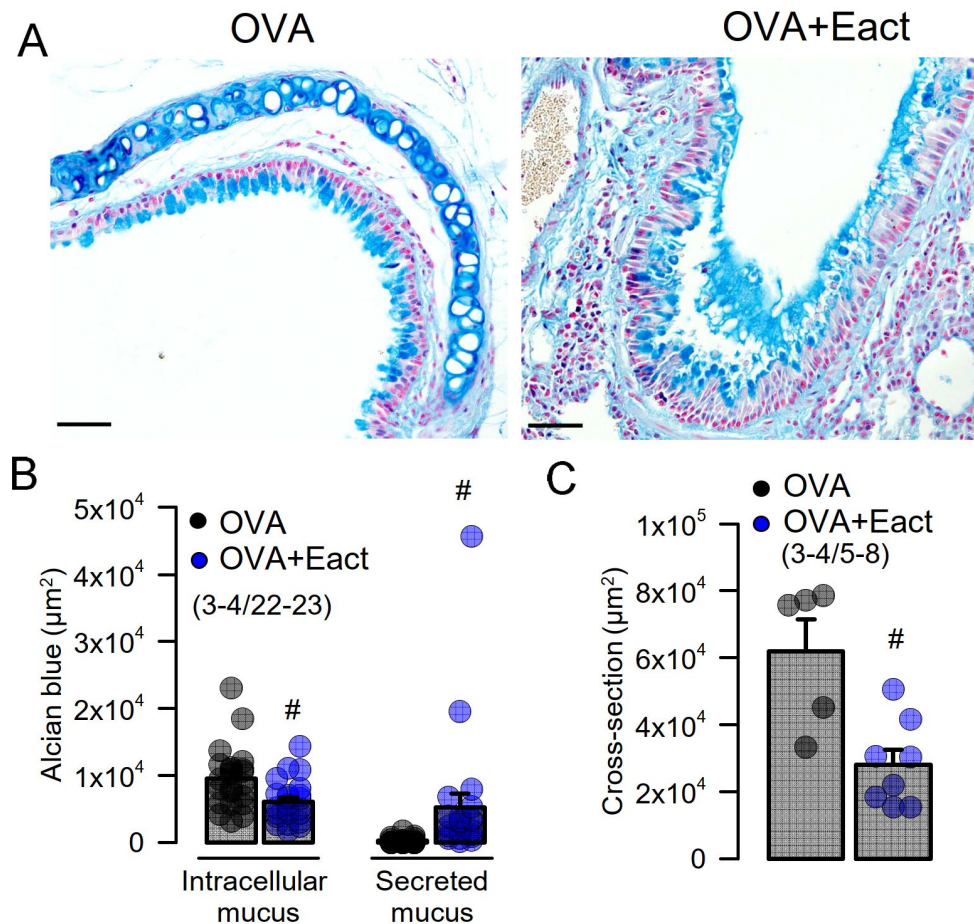 A
OVA
OVA+Eact
B
5x10⁴
4x10⁴
3x10⁴
2x10⁴
1x10⁴
0
Alcian blue (µm²)
OVA
OVA+Eact
(3-4/22-23)
#
#
Intracellular
mucus
Secreted
mucus
C
OVA
OVA+Eact
(3-4/5-8)
1x10⁵
8x10⁴
6x10⁴
4x10⁴
2x10⁴
0
Cross-section (µm²)
#